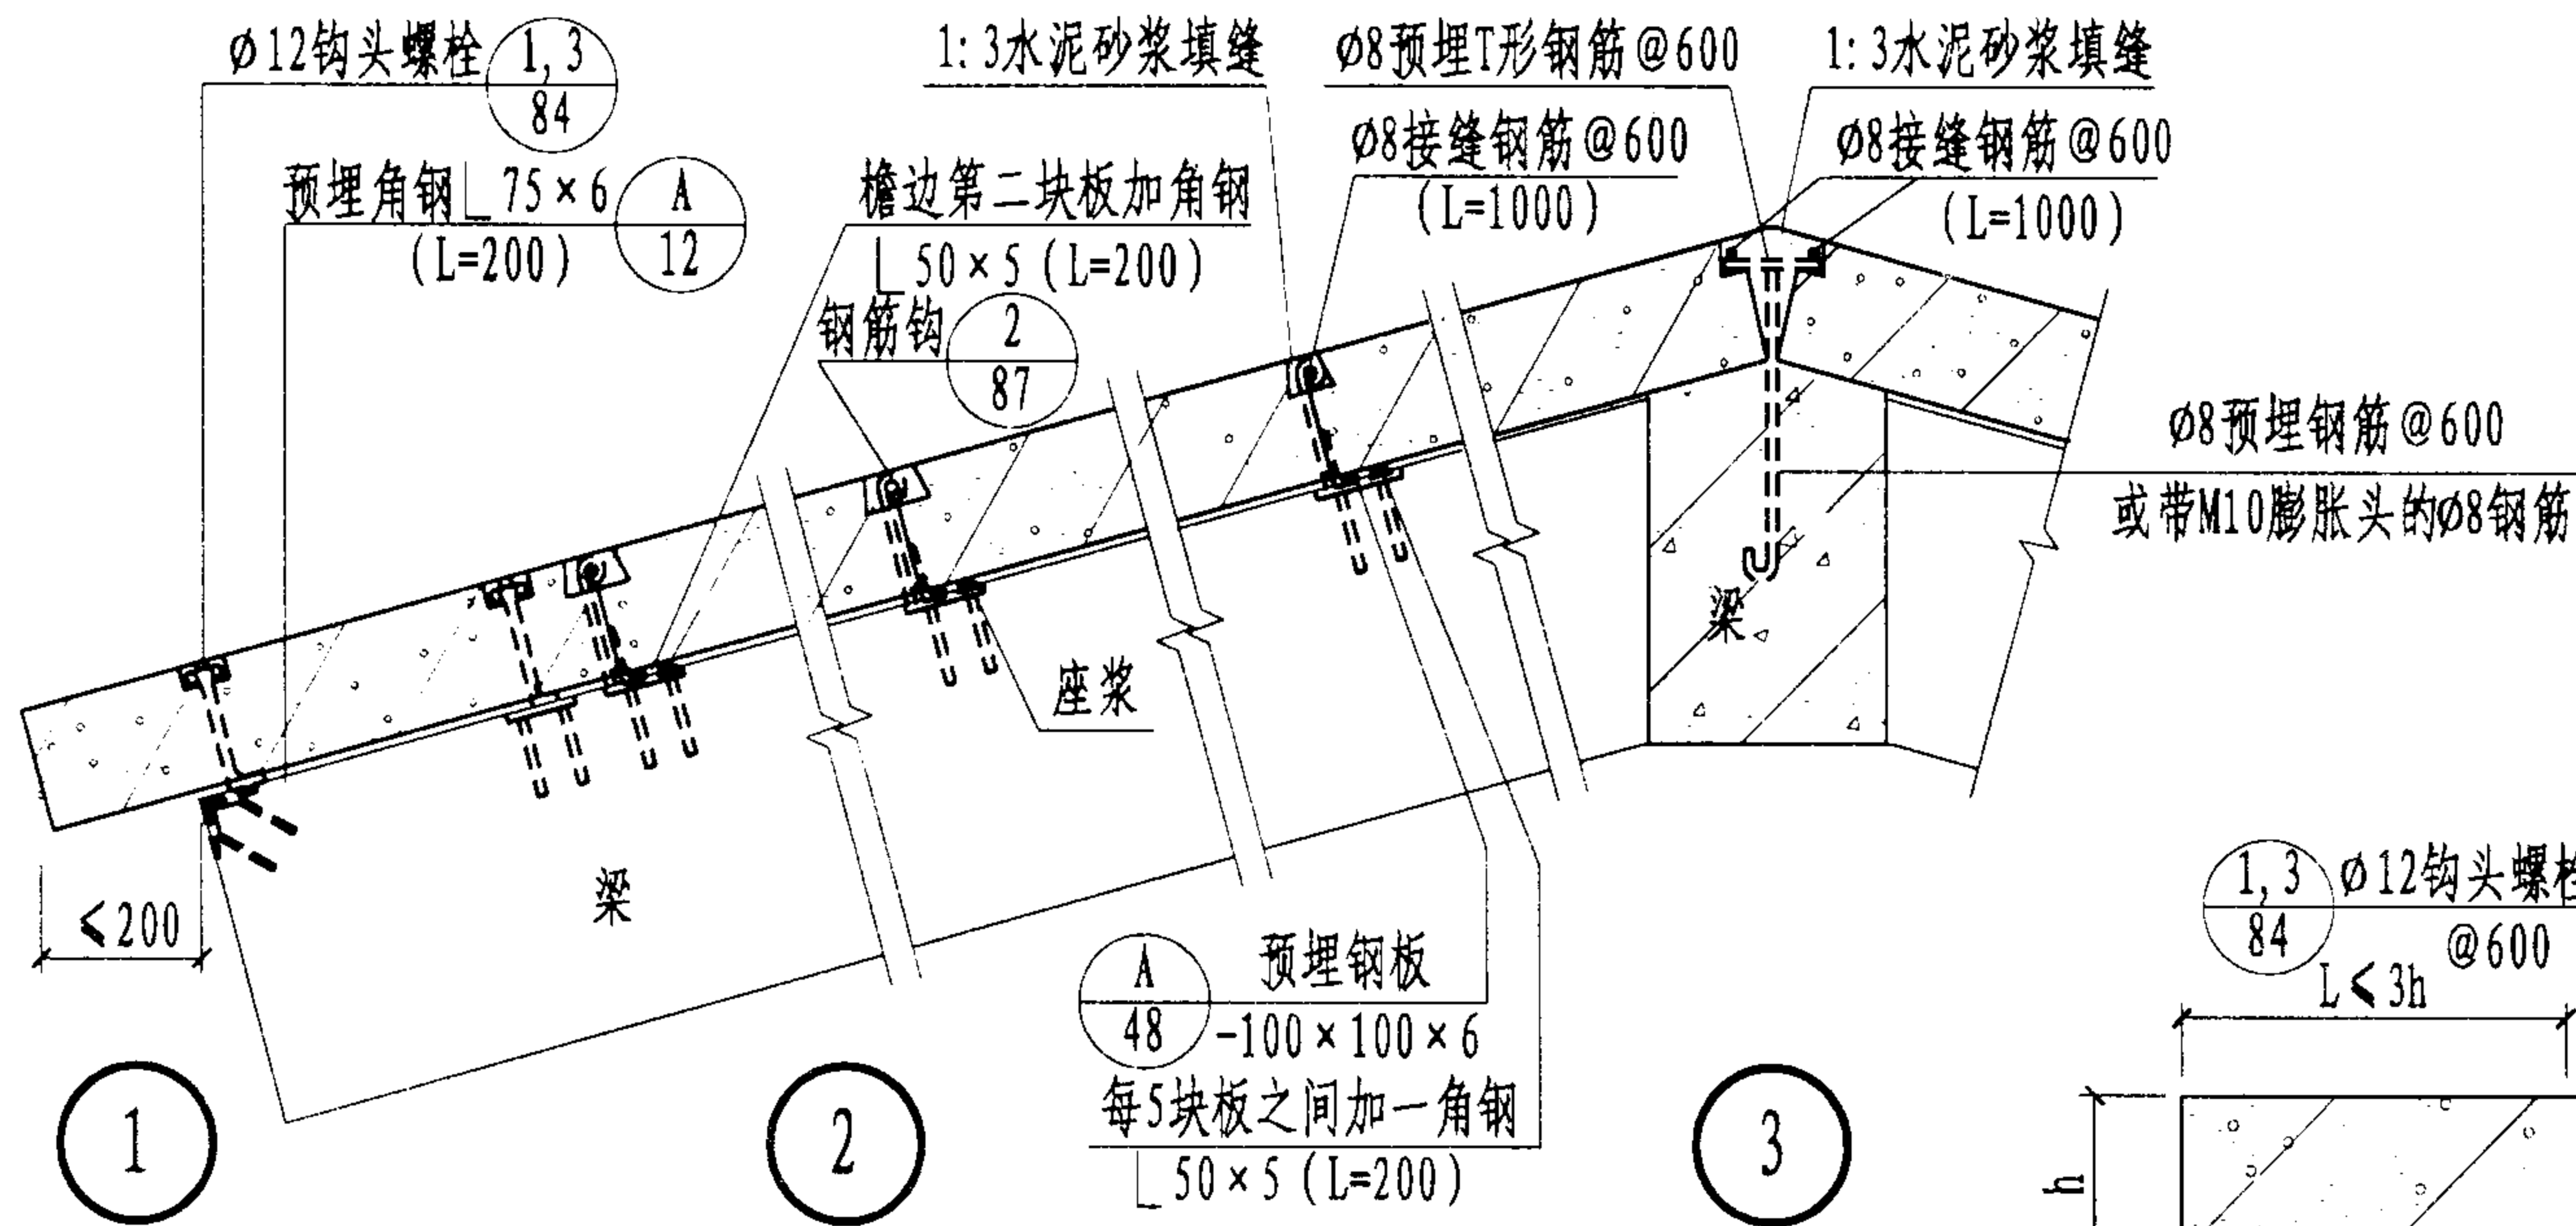 ø12钩头螺栓
1,3
84
预埋角钢∟75×6
(L=200)
A
12
檐边第二块板加角钢
∟50×5(L=200)
钢筋钩
2
87
1:3水泥砂浆填缝
ø8预埋T形钢筋@600
ø8接缝钢筋@600
(L=1000)
1:3水泥砂浆填缝
ø8接缝钢筋@600
(L=1000)
ø8预埋钢筋@600
或带M10膨胀头的ø8钢筋
梁
座浆
梁
≤200
A
48
预埋钢板
-100×100×6
每5块板之间加一角钢
∟50×5(L=200)
1,3
84
ø12钩头螺栓
@600
L≤3h
h
1
2
3